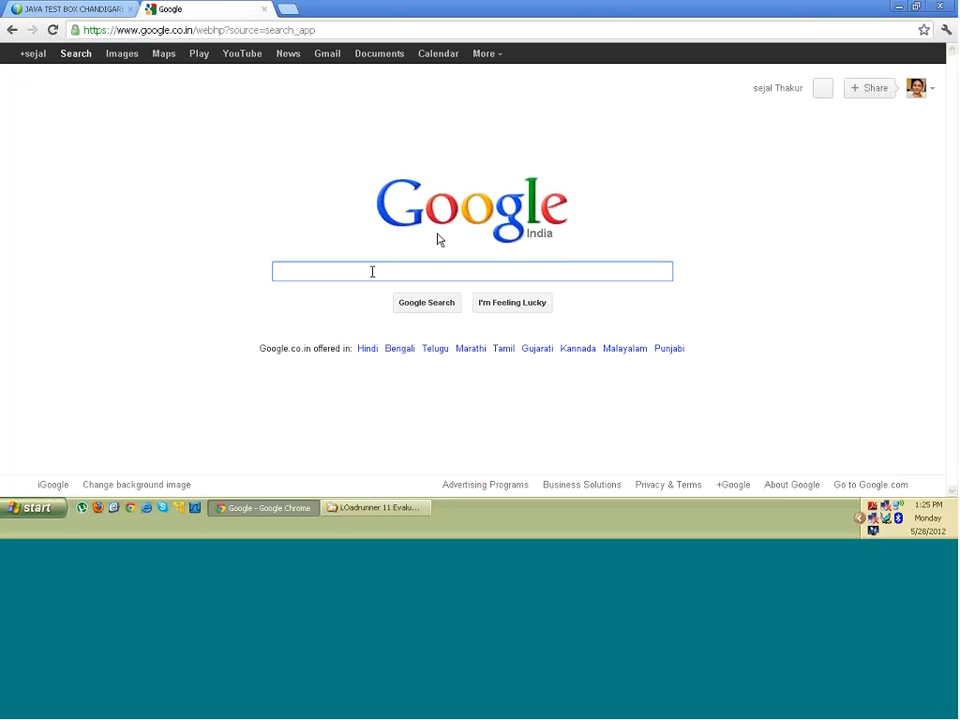 JAVA TEST BOX CHANDIGARH
Google
https://www.google.co.in/webhp?source=search_app
+sejal Search Images Maps Play YouTube News Gmail Documents Calendar More
sejal Thakur + Share
Google
India
Google Search I'm Feeling Lucky
Google.co.in offered in: Hindi Bengali Telugu Marathi Tamil Gujarati Kannada Malayalam Punjabi
iGoogle Change background image Advertising Programs Business Solutions Privacy & Terms +Google About Google Go to Google.com
start Google - Google Chrome LOadrunner 11 Evalu... 1:25 PM
Monday
5/28/2012